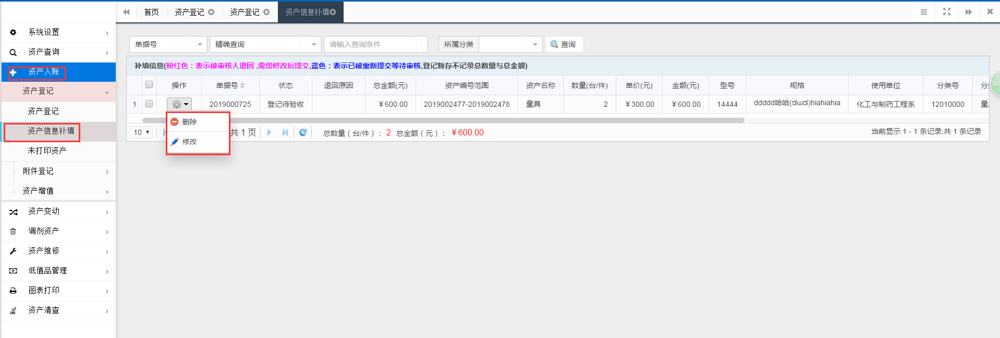 首页
资产登记
资产登记
资产信息补填
系统设置
资产查询
资产入账
资产登记
资产登记
资产信息补填
未打印资产
附件登记
资产增值
资产变动
调剂资产
资产维修
低值品管理
图表打印
资产清查
单据号
精确查询
请输入查询条件
所属分类
查询
补填信息(粉红色：表示被审核人退回 ,需您修改后提交,蓝色：表示已被重新提交等待审核,登记暂存不记录总数量与总金额)
操作 单据号 状态 退回原因 总金额(元) 资产编号范围 资产名称 数量(台/件) 单价(元) 金额(元) 型号 规格 使用单位 分类号
1 2019000725 登记待验收 ￥600.00 2019002477-2019002478 量具 2 ￥300.00 ￥600.00 14444 ddddd哈哈(ಡωಡ)hiahiahia 化工与制药工程系 12010000
删除
修改
10 共 1 页 总数量（台/件）： 2 总金额（元）： ￥600.00
当前显示 1 - 1 条记录,共 1 条记录
57